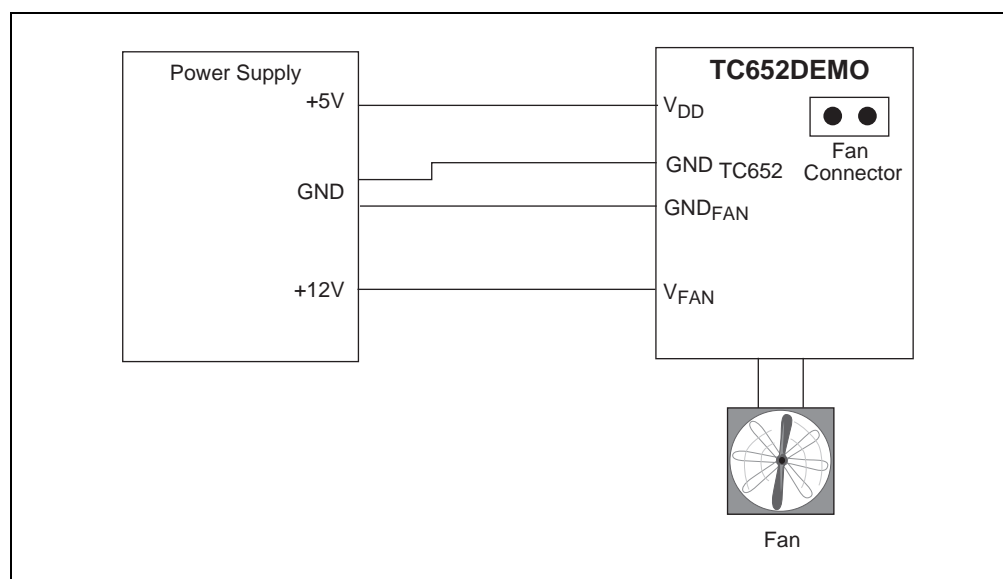 Power Supply
+5V
GND
+12V
TC652DEMO
VDD
GND TC652
GNDFAN
VFAN
Fan
Connector
Fan